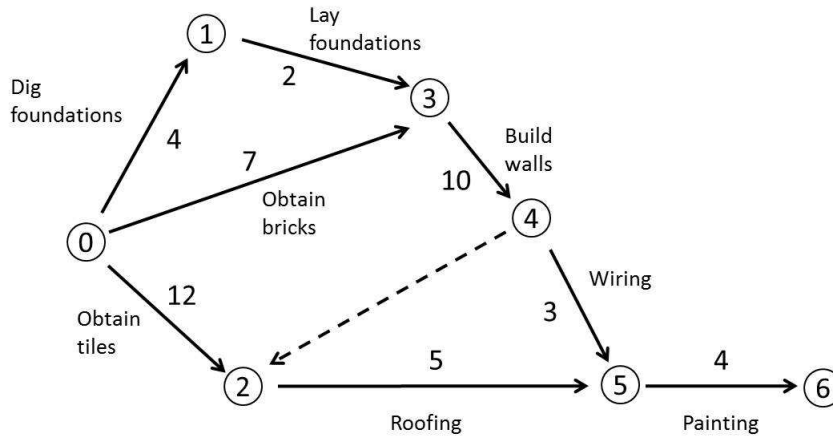 1
Lay
foundations
2
Dig
foundations
4
3
7
Obtain
bricks
Build
walls
10
0
4
12
Obtain
tiles
Wiring
3
2
5
Roofing
5
4
Painting
6